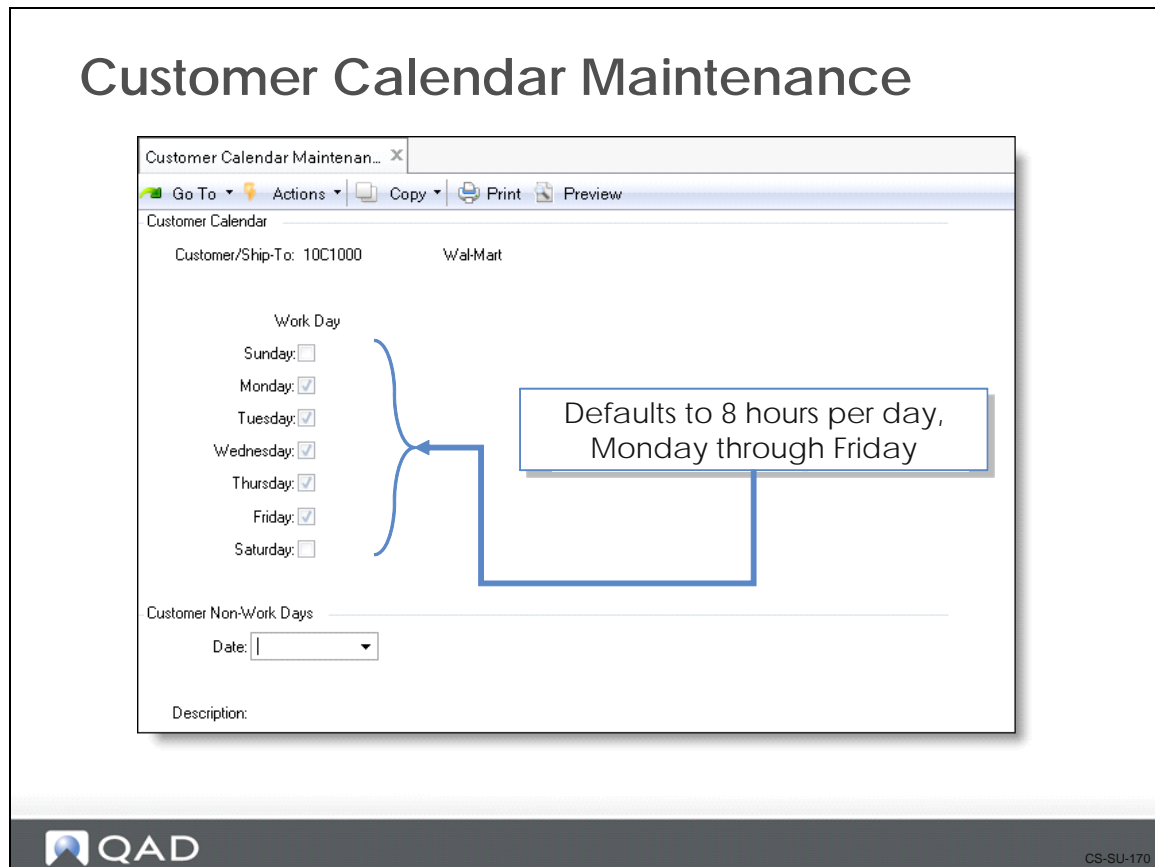 Customer Calendar Maintenance
Customer Calendar Maintenan...
Go To Actions Copy Print Preview
Customer Calendar
Customer/Ship-To: 10C1000 Wal-Mart
Work Day
Sunday:
Monday:
Tuesday:
Wednesday:
Thursday:
Friday:
Saturday:
Defaults to 8 hours per day,
Monday through Friday
Customer Non-Work Days
Date:
Description:
QAD
CS-SU-170